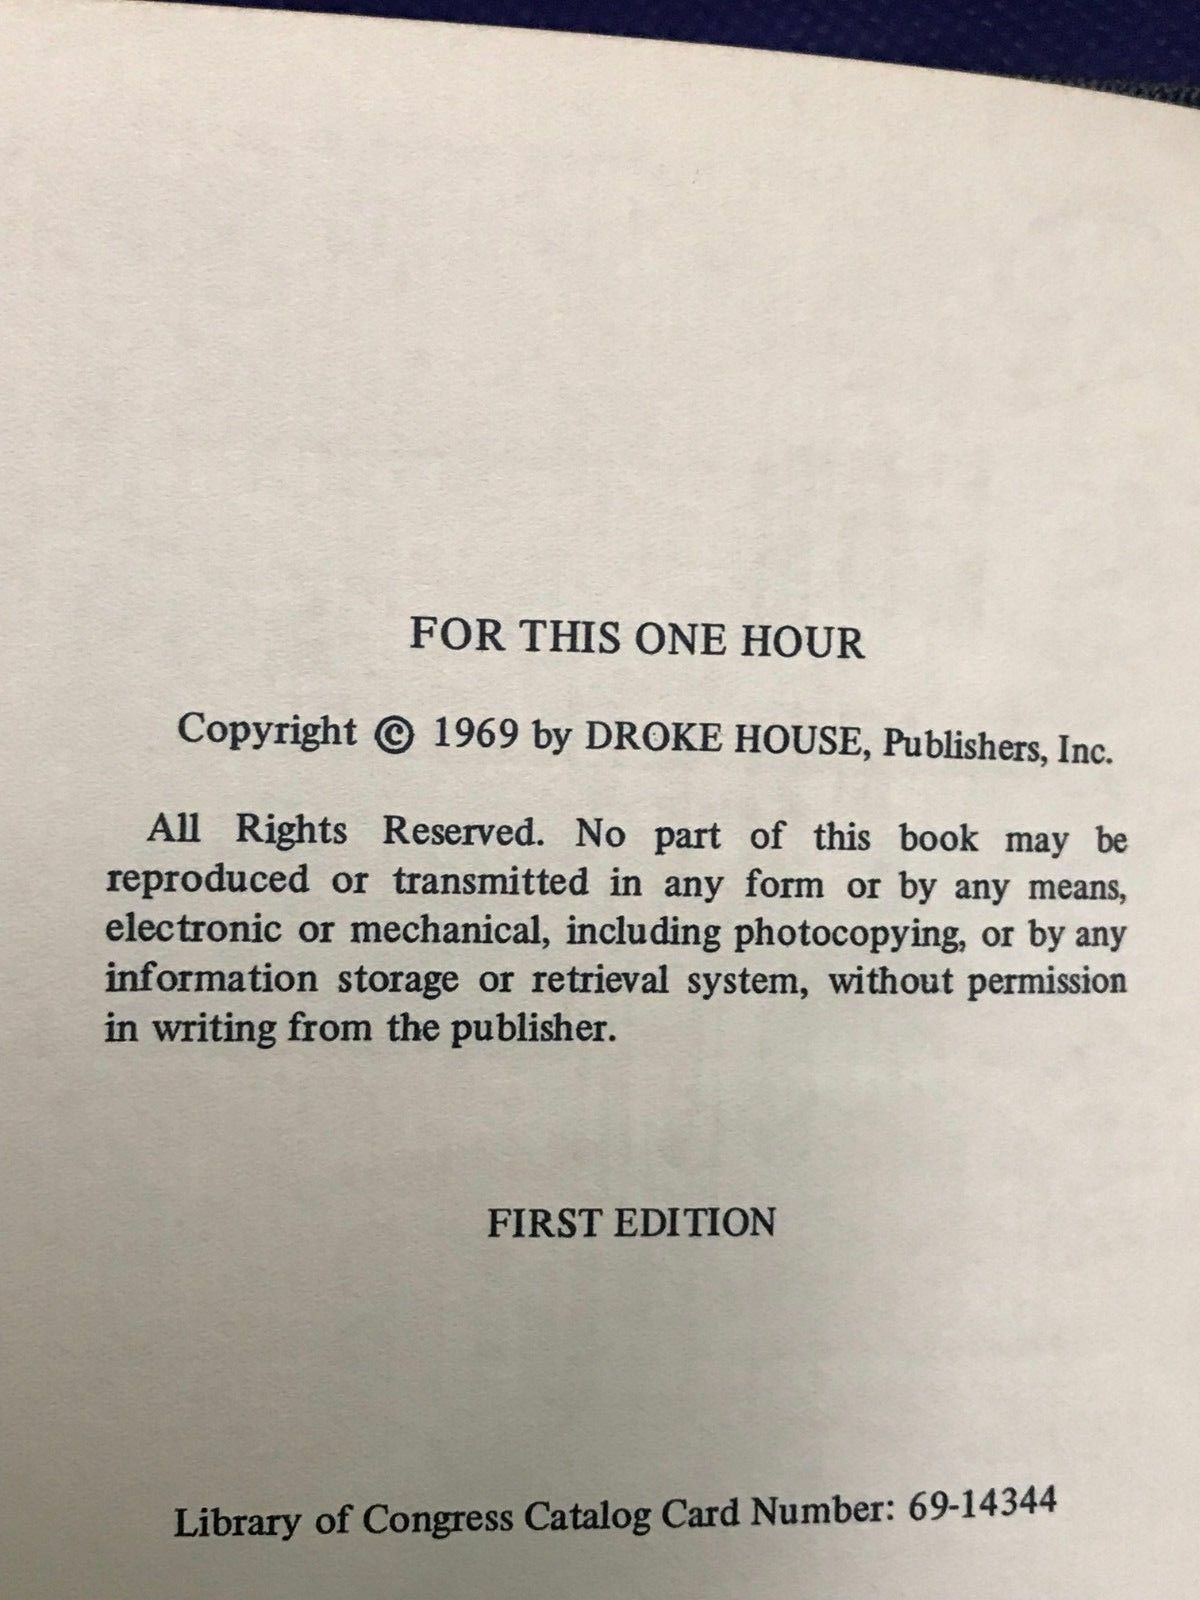 FOR THIS ONE HOUR
Copyright © 1969 by DROKE HOUSE, Publishers, Inc.
All Rights Reserved. No part of this book may be
reproduced or transmitted in any form or by any means,
electronic or mechanical, including photocopying, or by any
information storage or retrieval system, without permission
in writing from the publisher.
FIRST EDITION
Library of Congress Catalog Card Number: 69-14344